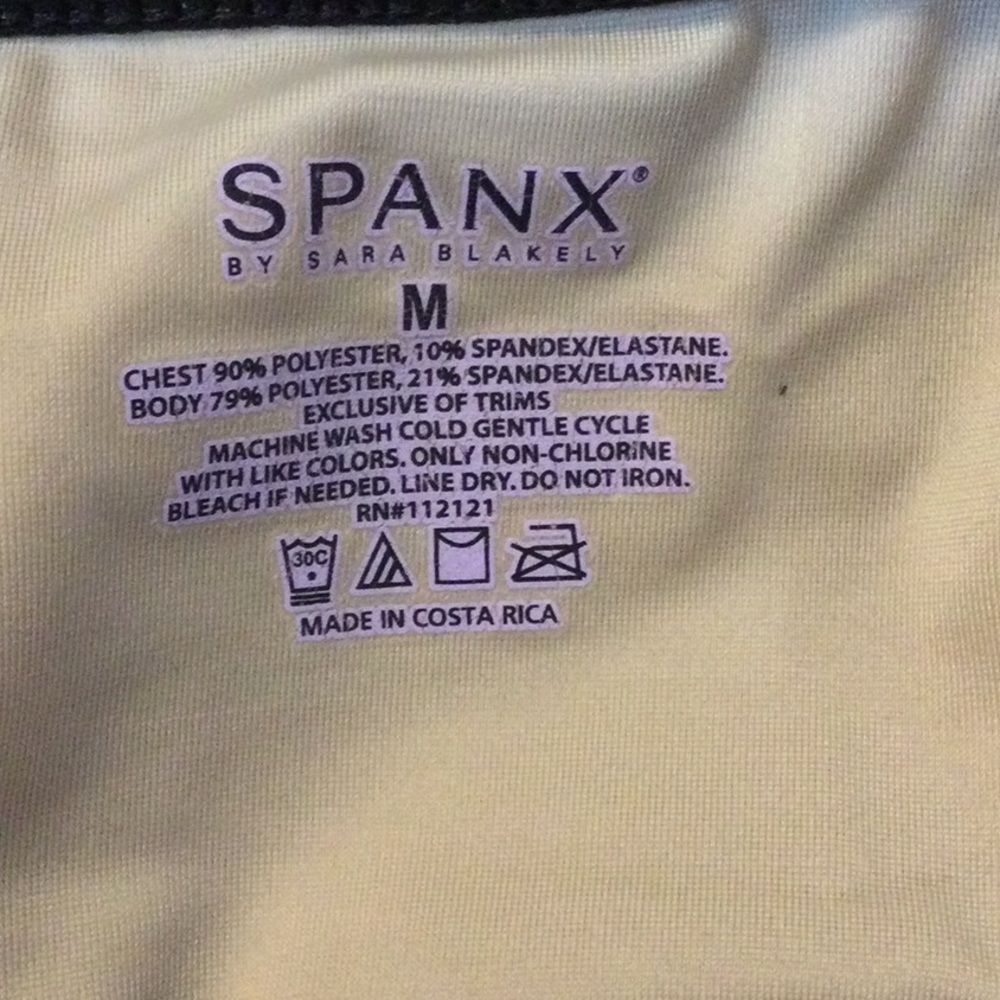 SPANX®
BY SARA BLAKELY
M
CHEST 90% POLYESTER, 10% SPANDEX/ELASTANE.
BODY 79% POLYESTER, 21% SPANDEX/ELASTANE.
EXCLUSIVE OF TRIMS
MACHINE WASH COLD GENTLE CYCLE
WITH LIKE COLORS. ONLY NON-CHLORINE
BLEACH IF NEEDED. LINE DRY. DO NOT IRON.
RN#112121
30C
MADE IN COSTA RICA